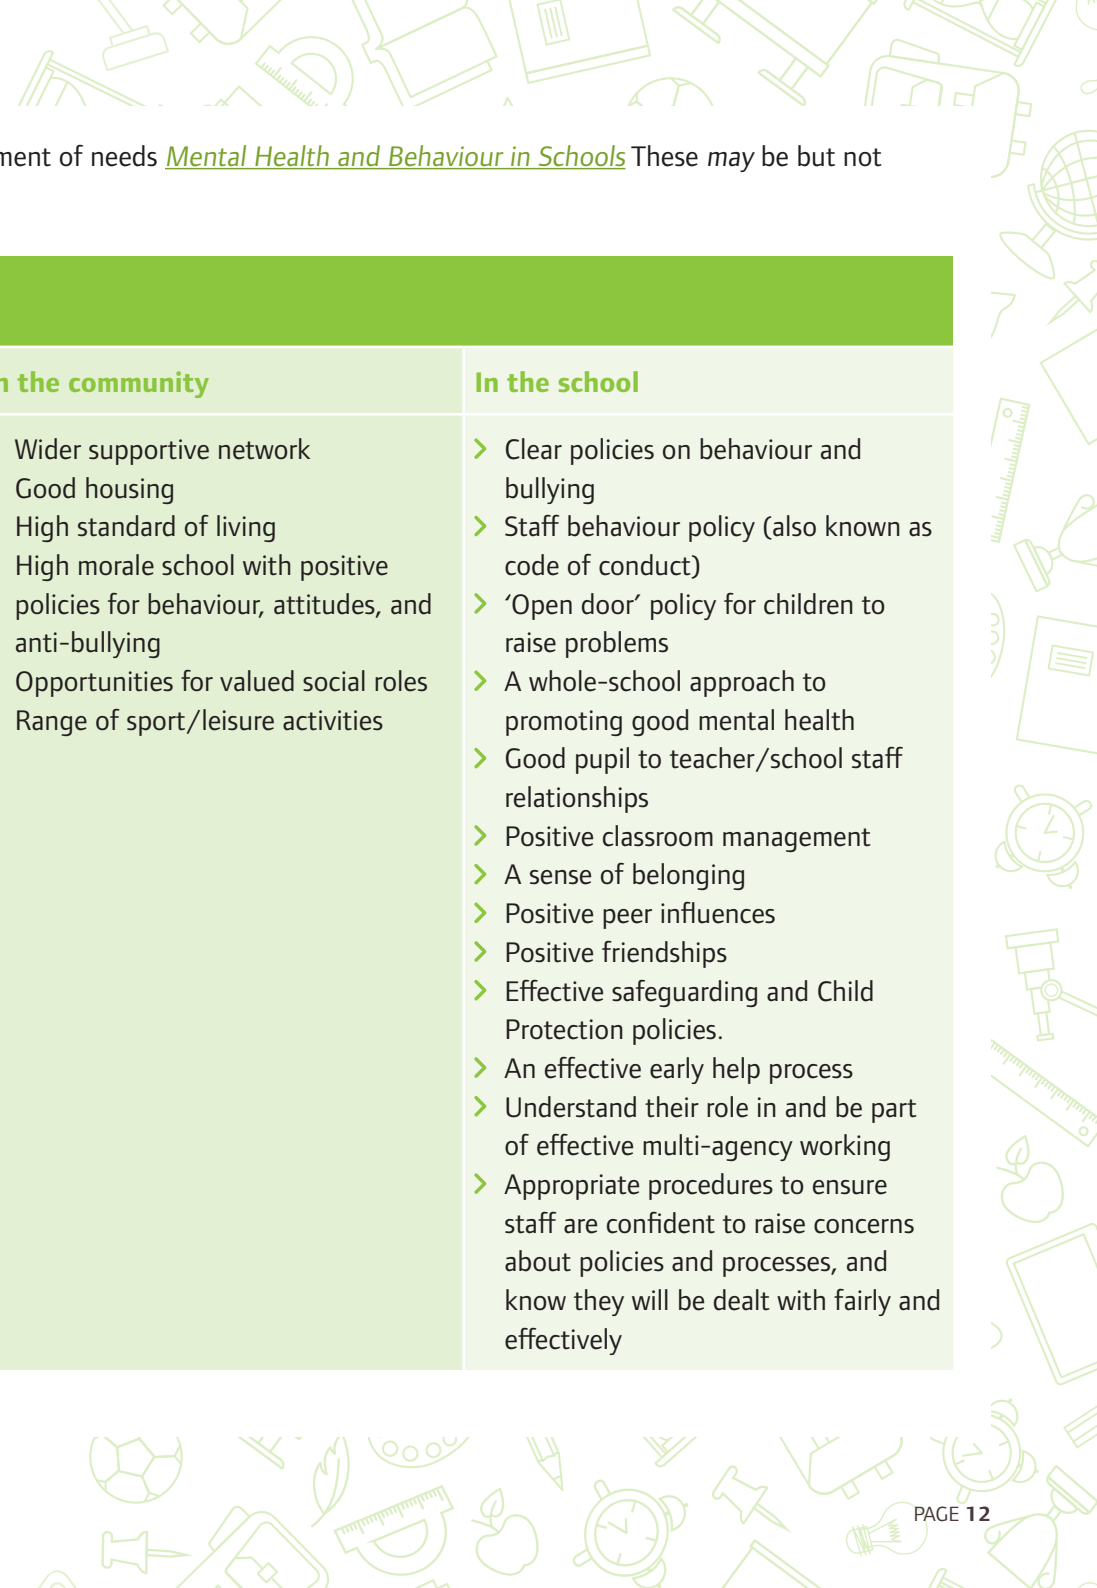 ment of needs Mental Health and Behaviour in Schools These may be but not
n the community
In the school
Wider supportive network
Good housing
High standard of living
High morale school with positive
policies for behaviour, attitudes, and
anti-bullying
Opportunities for valued social roles
Range of sport/leisure activities
Clear policies on behaviour and
bullying
Staff behaviour policy (also known as
code of conduct)
‘Open door’ policy for children to
raise problems
A whole-school approach to
promoting good mental health
Good pupil to teacher/school staff
relationships
Positive classroom management
A sense of belonging
Positive peer influences
Positive friendships
Effective safeguarding and Child
Protection policies.
An effective early help process
Understand their role in and be part
of effective multi-agency working
Appropriate procedures to ensure
staff are confident to raise concerns
about policies and processes, and
know they will be dealt with fairly and
effectively
PAGE 12